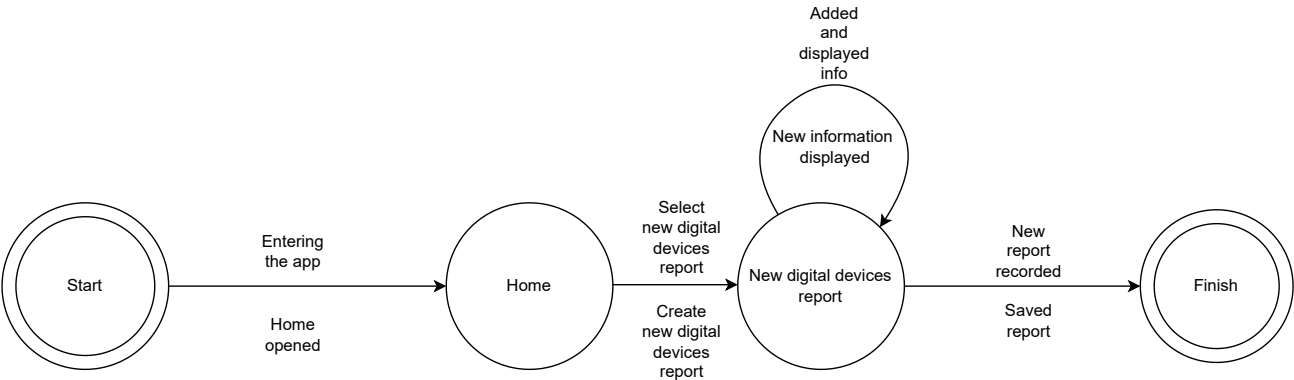 Added
and
displayed
info
New information
displayed
Select
new digital
devices
report
New
report
recorded
Entering
the app
Start
Home
New digital devices
report
Finish
Home
opened
Create
new digital
devices
report
Saved
report